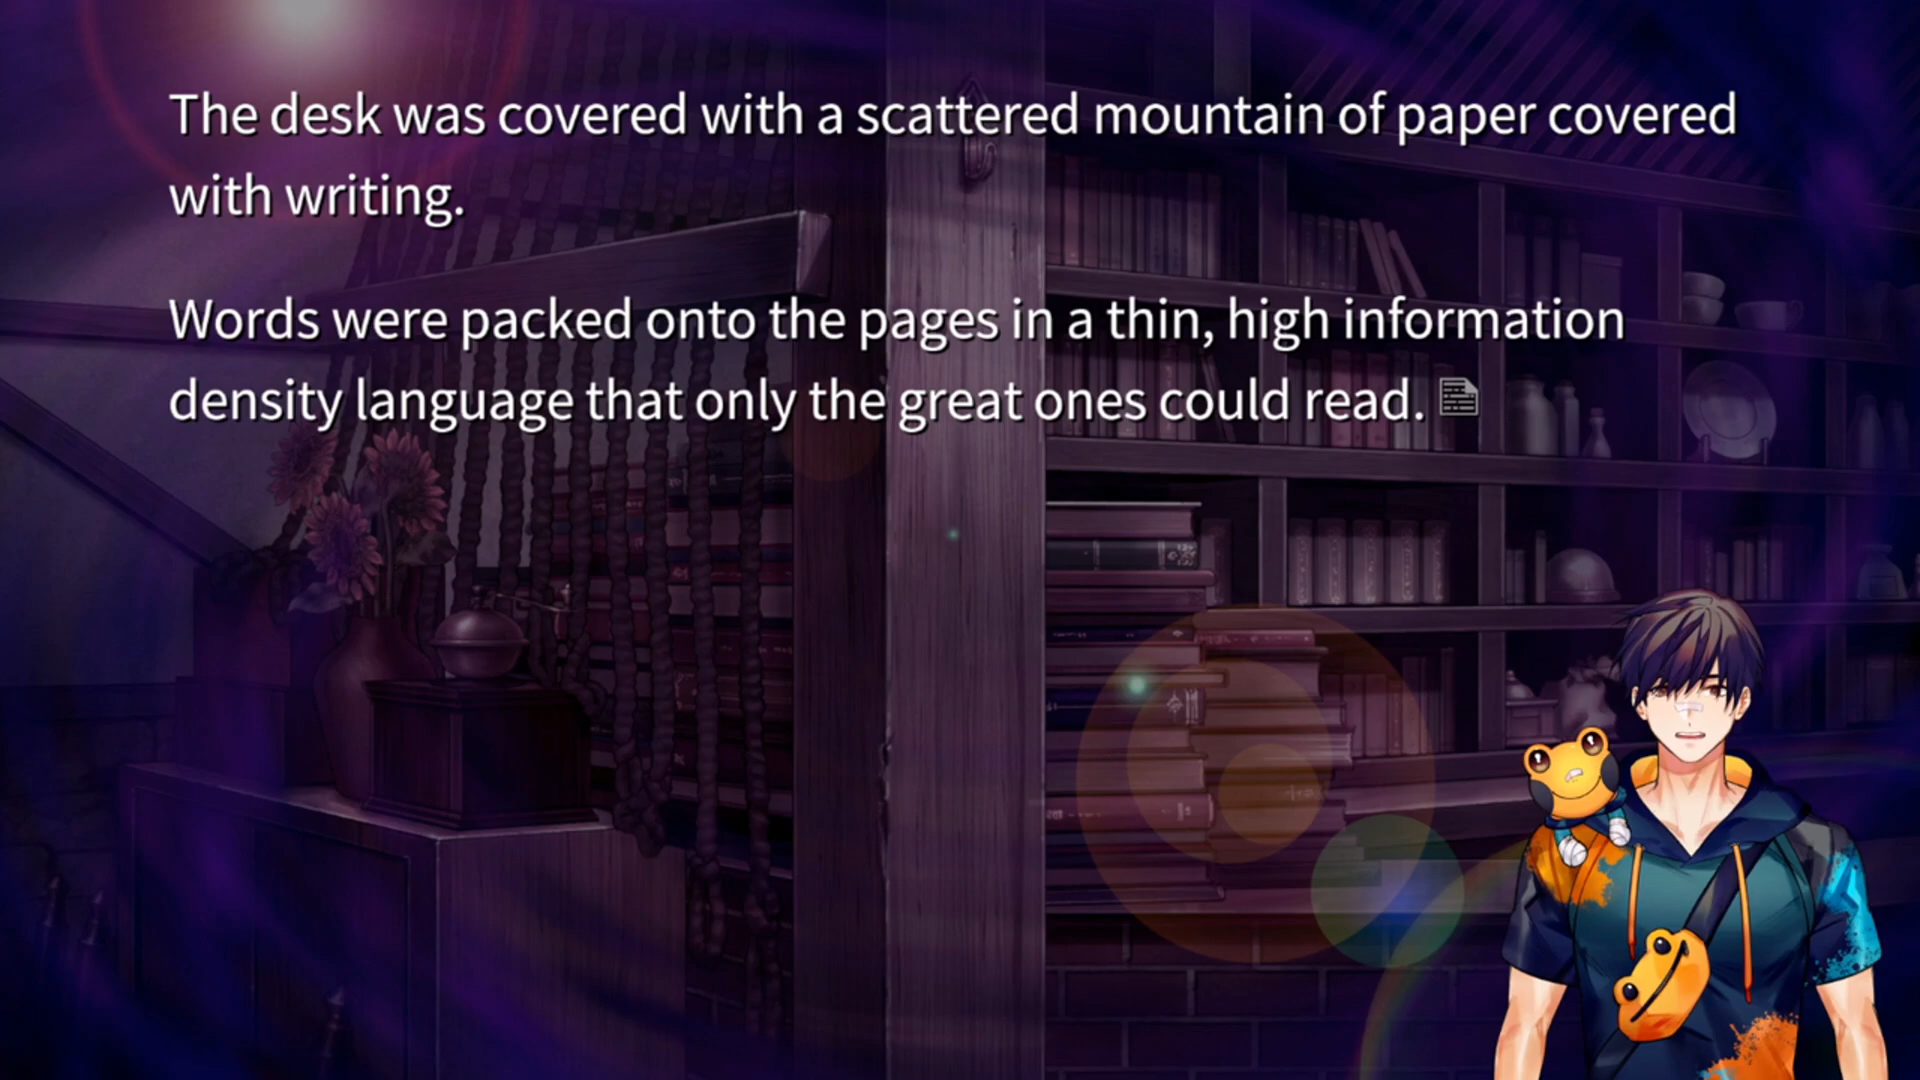 The desk was covered with a scattered mountain of paper covered
with writing.
Words were packed onto the pages in a thin, high information
density language that only the great ones could read.